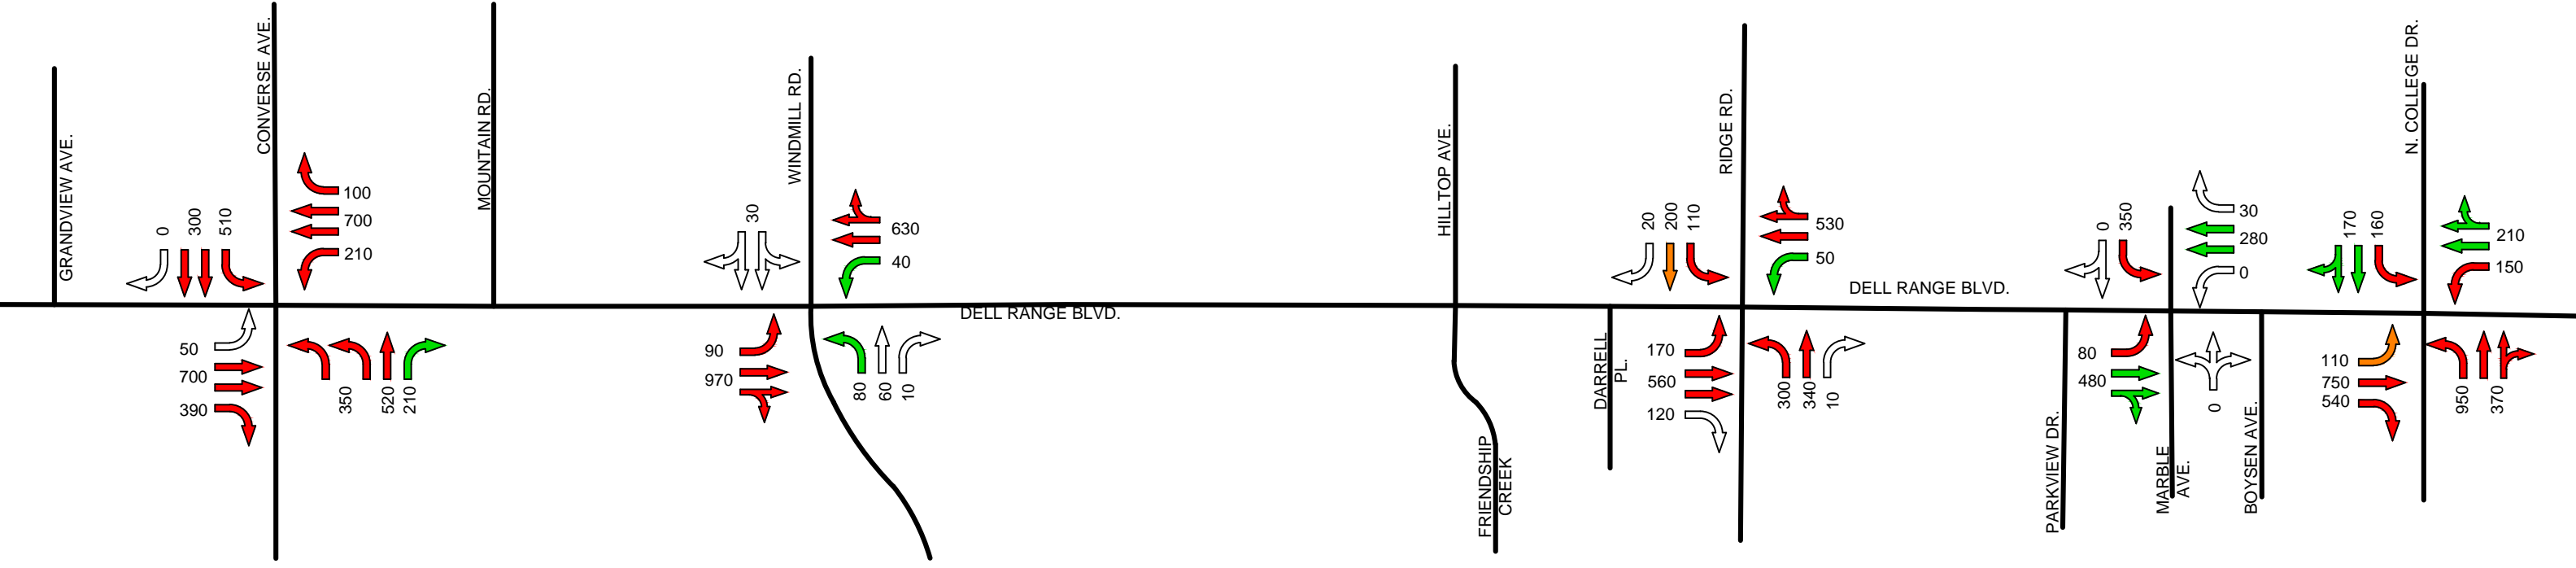 GRANDVIEW AVE.
0
300
510
CONVERSE AVE.
100
700
210
50
700
390
350
520
210
MOUNTAIN RD.
30
WINDMILL RD.
630
40
DELL RANGE BLVD.
90
970
80
60
10
HILLTOP AVE.
FRIENDSHIP
CREEK
DARRELL
PL.
20
200
110
RIDGE RD.
530
50
170
560
120
300
340
10
DELL RANGE BLVD.
PARKVIEW DR.
0
350
30
280
0
80
480
0
MARBLE
AVE.
BOYSEN AVE.
170
160
N. COLLEGE DR.
210
150
110
750
540
950
370